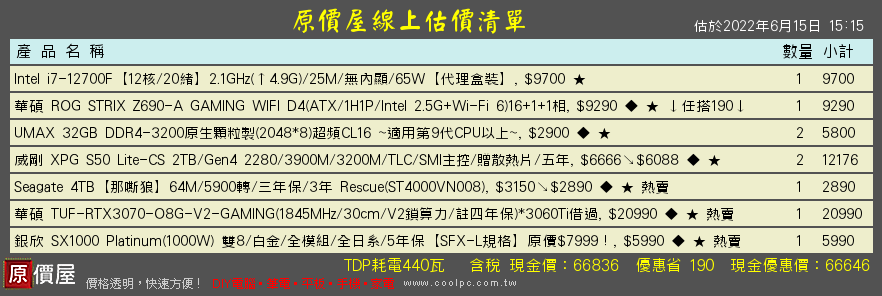 原價屋線上估價清單
估於2022年6月15日 15:15
產 品 名 稱 數量 小計
Intel i7-12700F【12核/20緒】2.1GHz(↑4.9G)/25M/無內顯/65W【代理盒裝】, $9700 ★ 1 9700
華碩 ROG STRIX Z690-A GAMING WIFI D4(ATX/1H1P/Intel 2.5G+Wi-Fi 6)16+1+1相, $9290 ◆ ★ ↓任搭190↓ 1 9290
UMAX 32GB DDR4-3200原生顆粒製(2048*8)超頻CL16 ~適用第9代CPU以上~, $2900 ◆ ★ 2 5800
威剛 XPG S50 Lite-CS 2TB/Gen4 2280/3900M/3200M/TLC/SMI主控/贈散熱片/五年, $6666↘$6088 ◆ ★ 2 12176
Seagate 4TB【那嘶狼】64M/5900轉/三年保/3年 Rescue(ST4000VN008), $3150↘$2890 ◆ ★ 熱賣 1 2890
華碩 TUF-RTX3070-O8G-V2-GAMING(1845MHz/30cm/V2鎖算力/註四年保)*3060Ti借過, $20990 ◆ ★ 熱賣 1 20990
銀欣 SX1000 Platinum(1000W) 雙8/白金/全模組/全日系/5年保【SFX-L規格】原價$7999！, $5990 ◆ ★ 熱賣 1 5990
TDP耗電440瓦 含稅 現金價：66836 優惠省 190 現金優惠價：66646
原價屋 價格透明，快速方便！ www.coolpc.com.tw